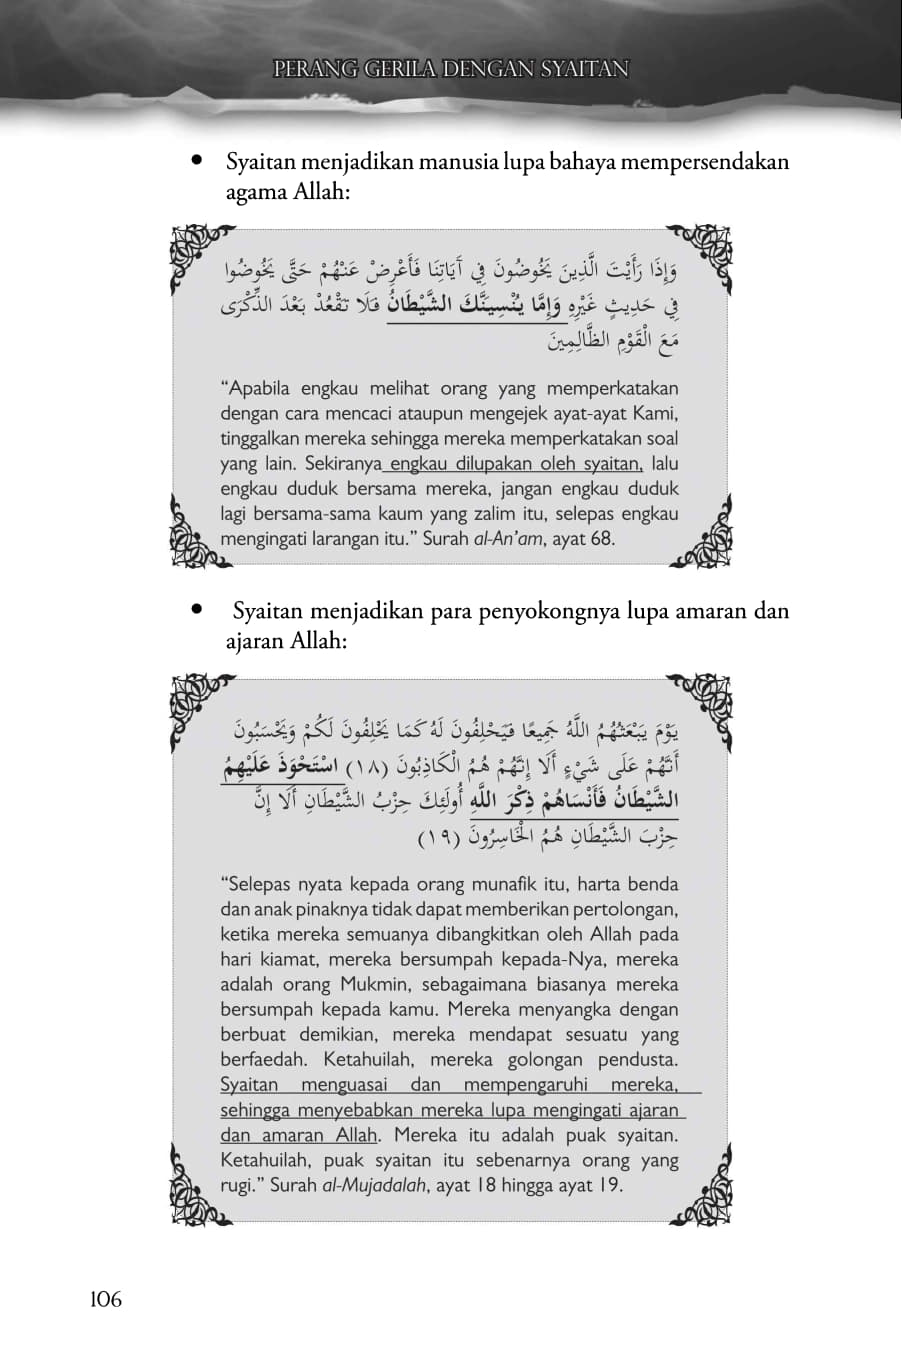 PERANG GERILA DENGAN SYAITAN
• Syaitan menjadikan manusia lupa bahaya mempersendakan
agama Allah:
وَإِذَا رَأَيْتَ الَّذِينَ يَخُوضُونَ فِي آيَاتِنَا فَأَعْرِضْ عَنْهُمْ حَتَّى يَخُوضُوا
فِي حَدِيثٍ غَيْرِهِ وَإِمَّا يُنْسِيَنَّكَ الشَّيْطَانُ فَلَا تَقْعُدْ بَعْدَ الذِّكْرَى
مَعَ الْقَوْمِ الظَّالِمِينَ
“Apabila engkau melihat orang yang memperkatakan
dengan cara mencaci ataupun mengejek ayat-ayat Kami,
tinggalkan mereka sehingga mereka memperkatakan soal
yang lain. Sekiranya engkau dilupakan oleh syaitan, lalu
engkau duduk bersama mereka, jangan engkau duduk
lagi bersama-sama kaum yang zalim itu, selepas engkau
mengingati larangan itu.” Surah al-An’am, ayat 68.
• Syaitan menjadikan para penyokongnya lupa amaran dan
ajaran Allah:
يَوْمَ يَبْعَثُهُمُ اللَّهُ جَمِيعًا فَيَحْلِفُونَ لَهُ كَمَا يَحْلِفُونَ لَكُمْ وَيَحْسَبُونَ
أَنَّهُمْ عَلَى شَيْءٍ أَلَا إِنَّهُمْ هُمُ الْكَاذِبُونَ (١٨) اسْتَحْوَذَ عَلَيْهِمُ
الشَّيْطَانُ فَأَنْسَاهُمْ ذِكْرَ اللَّهِ أُولَئِكَ حِزْبُ الشَّيْطَانِ أَلَا إِنَّ
حِزْبَ الشَّيْطَانِ هُمُ الْخَاسِرُونَ (١٩)
“Selepas nyata kepada orang munafik itu, harta benda
dan anak pinaknya tidak dapat memberikan pertolongan,
ketika mereka semuanya dibangkitkan oleh Allah pada
hari kiamat, mereka bersumpah kepada-Nya, mereka
adalah orang Mukmin, sebagaimana biasanya mereka
bersumpah kepada kamu. Mereka menyangka dengan
berbuat demikian, mereka mendapat sesuatu yang
berfaedah. Ketahuilah, mereka golongan pendusta.
Syaitan menguasai dan mempengaruhi mereka,
sehingga menyebabkan mereka lupa mengingati ajaran
dan amaran Allah. Mereka itu adalah puak syaitan.
Ketahuilah, puak syaitan itu sebenarnya orang yang
rugi.” Surah al-Mujadalah, ayat 18 hingga ayat 19.
106